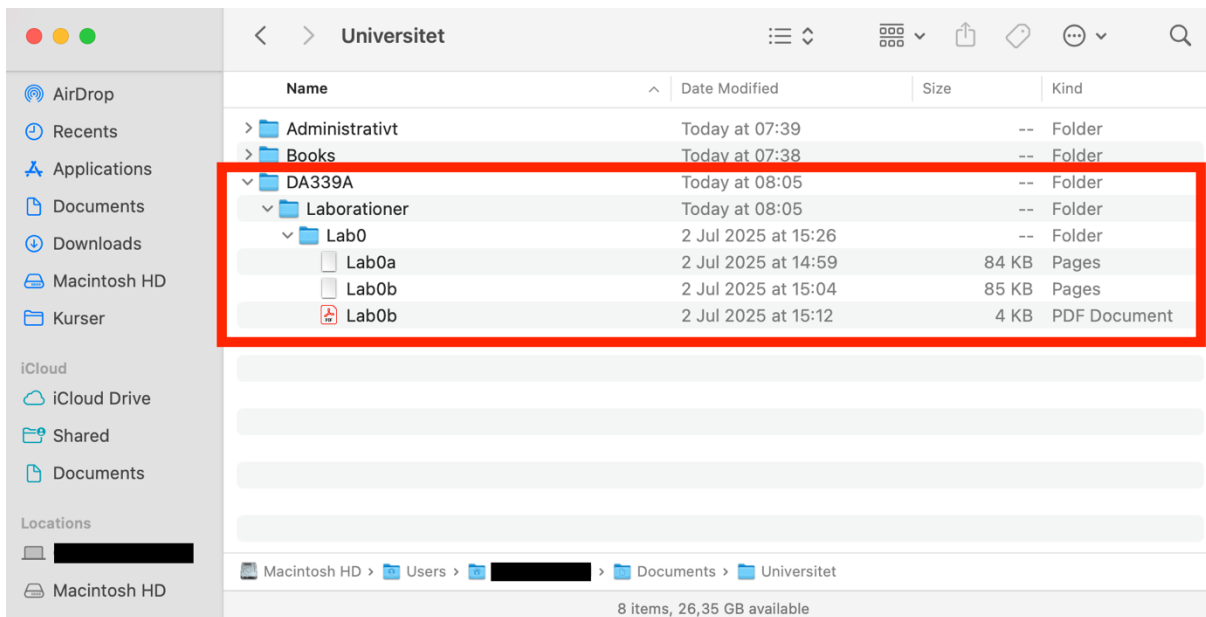 Universitet
AirDrop
Recents
Applications
Documents
Downloads
Macintosh HD
Kurser
iCloud
iCloud Drive
Shared
Documents
Locations
Macintosh HD
Name Date Modified Size Kind
Administrativt Today at 07:39 -- Folder
Books Today at 07:38 -- Folder
DA339A Today at 08:05 -- Folder
Laborationer Today at 08:05 -- Folder
Lab0 2 Jul 2025 at 15:26 -- Folder
Lab0a 2 Jul 2025 at 14:59 84 KB Pages
Lab0b 2 Jul 2025 at 15:04 85 KB Pages
Lab0b 2 Jul 2025 at 15:12 4 KB PDF Document
Macintosh HD › Users › › Documents › Universitet
8 items, 26,35 GB available